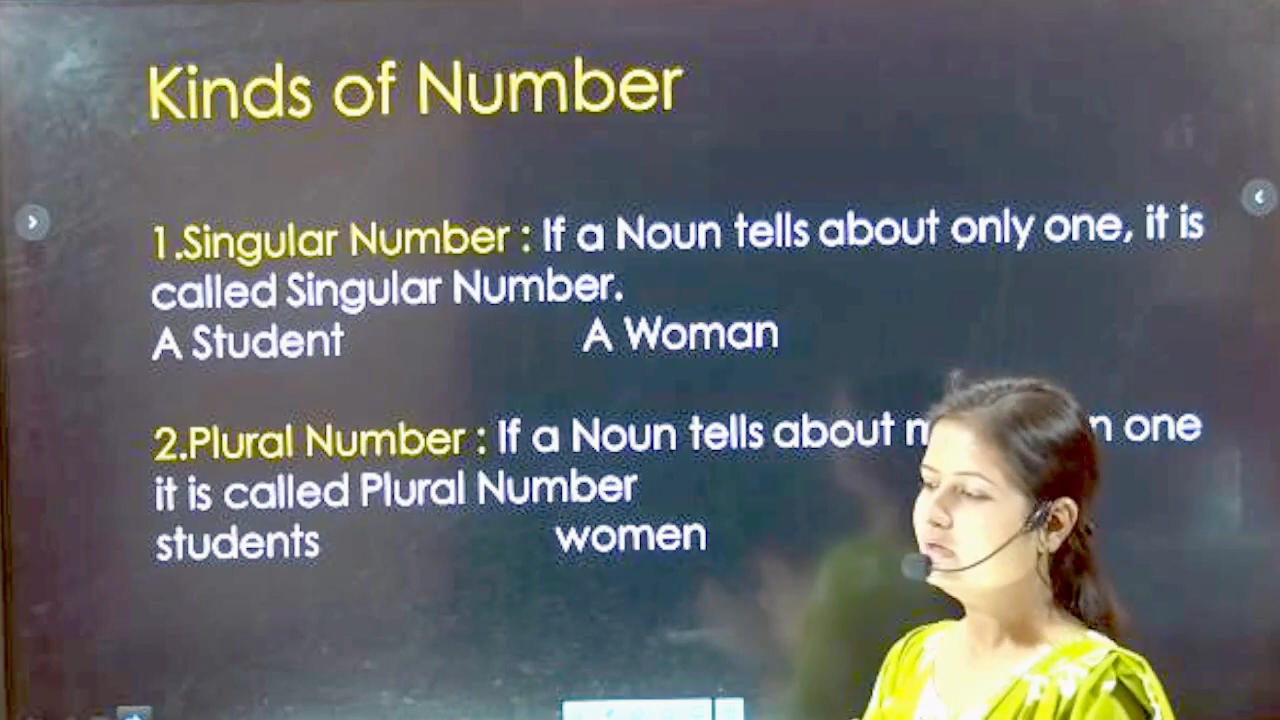 Kinds of Number
1.Singular Number : If a Noun tells about only one, it is
called Singular Number.
A Student A Woman
2.Plural Number : If a Noun tells about one
it is called Plural Number
students women